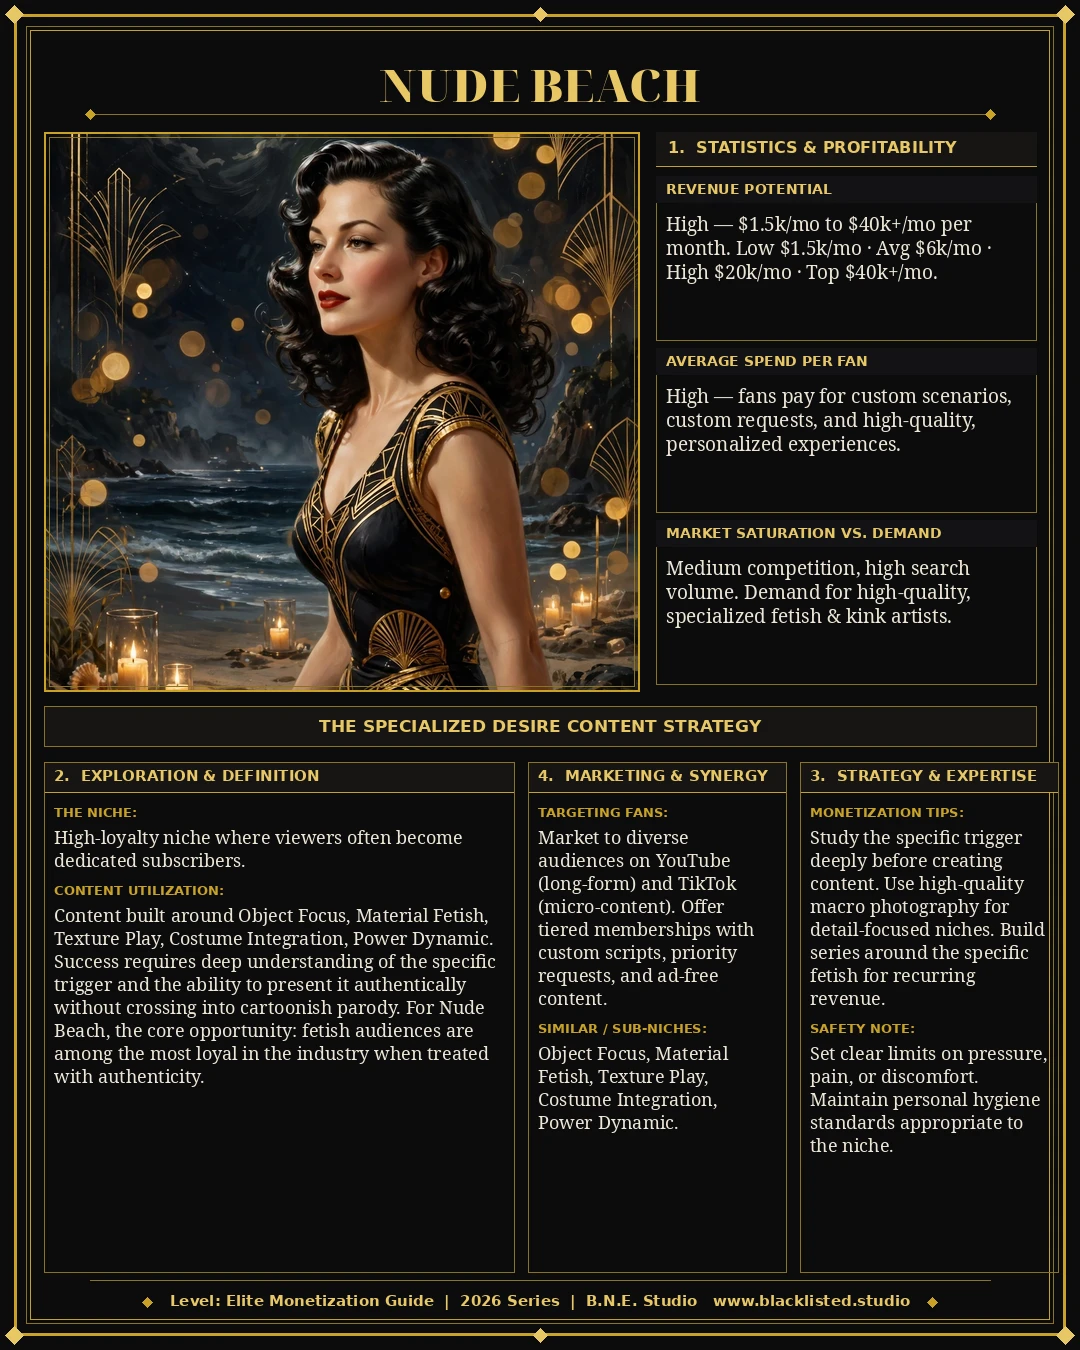 NUDE BEACH
1. STATISTICS & PROFITABILITY
REVENUE POTENTIAL
High — $1.5k/mo to $40k+/mo per
month. Low $1.5k/mo · Avg $6k/mo ·
High $20k/mo · Top $40k+/mo.
AVERAGE SPEND PER FAN
High — fans pay for custom scenarios,
custom requests, and high-quality,
personalized experiences.
MARKET SATURATION VS. DEMAND
Medium competition, high search
volume. Demand for high-quality,
specialized fetish & kink artists.
THE SPECIALIZED DESIRE CONTENT STRATEGY
2. EXPLORATION & DEFINITION
THE NICHE:
High-loyalty niche where viewers often become
dedicated subscribers.
CONTENT UTILIZATION:
Content built around Object Focus, Material Fetish,
Texture Play, Costume Integration, Power Dynamic.
Success requires deep understanding of the specific
trigger and the ability to present it authentically
without crossing into cartoonish parody. For Nude
Beach, the core opportunity: fetish audiences are
among the most loyal in the industry when treated
with authenticity.
4. MARKETING & SYNERGY
TARGETING FANS:
Market to diverse
audiences on YouTube
(long-form) and TikTok
(micro-content). Offer
tiered memberships with
custom scripts, priority
requests, and ad-free
content.
SIMILAR / SUB-NICHES:
Object Focus, Material
Fetish, Texture Play,
Costume Integration,
Power Dynamic.
3. STRATEGY & EXPERTISE
MONETIZATION TIPS:
Study the specific trigger
deeply before creating
content. Use high-quality
macro photography for
detail-focused niches. Build
series around the specific
fetish for recurring
revenue.
SAFETY NOTE:
Set clear limits on pressure,
pain, or discomfort.
Maintain personal hygiene
standards appropriate to
the niche.
Level: Elite Monetization Guide | 2026 Series | B.N.E. Studio www.blacklisted.studio